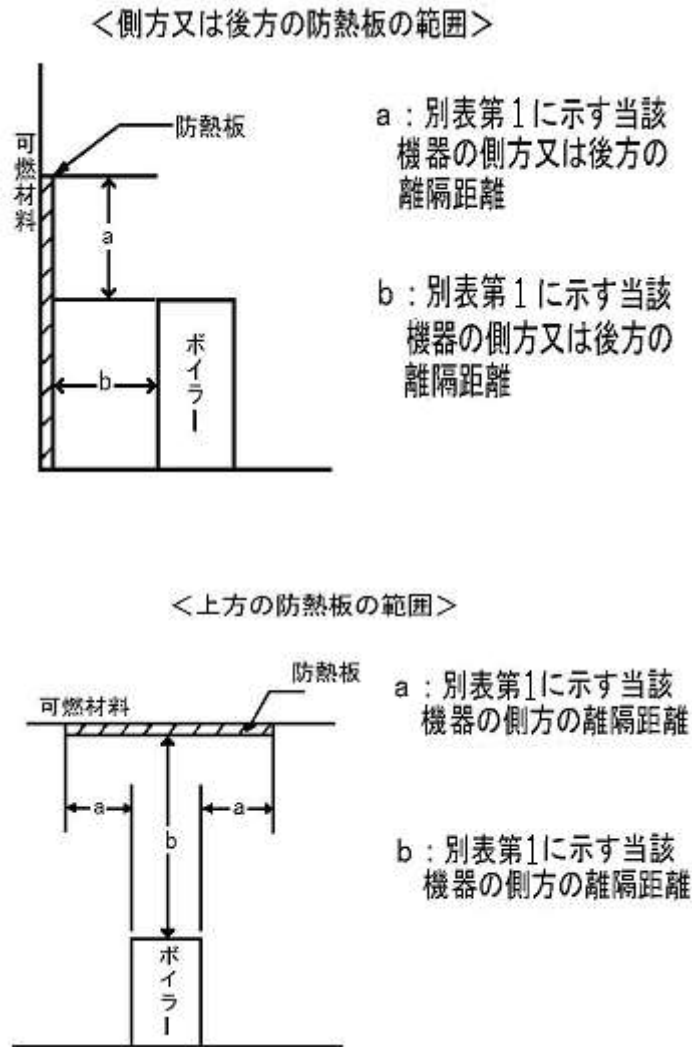 ＜側方又は後方の防熱板の範囲＞
防熱板
可燃材料
a
b
ボイラー
a：別表第1に示す当該
機器の側方又は後方の
離隔距離
b：別表第1に示す当該
機器の側方又は後方の
離隔距離
＜上方の防熱板の範囲＞
防熱板
可燃材料
a
a
b
ボイラー
a：別表第1に示す当該
機器の側方の離隔距離
b：別表第1に示す当該
機器の側方の離隔距離